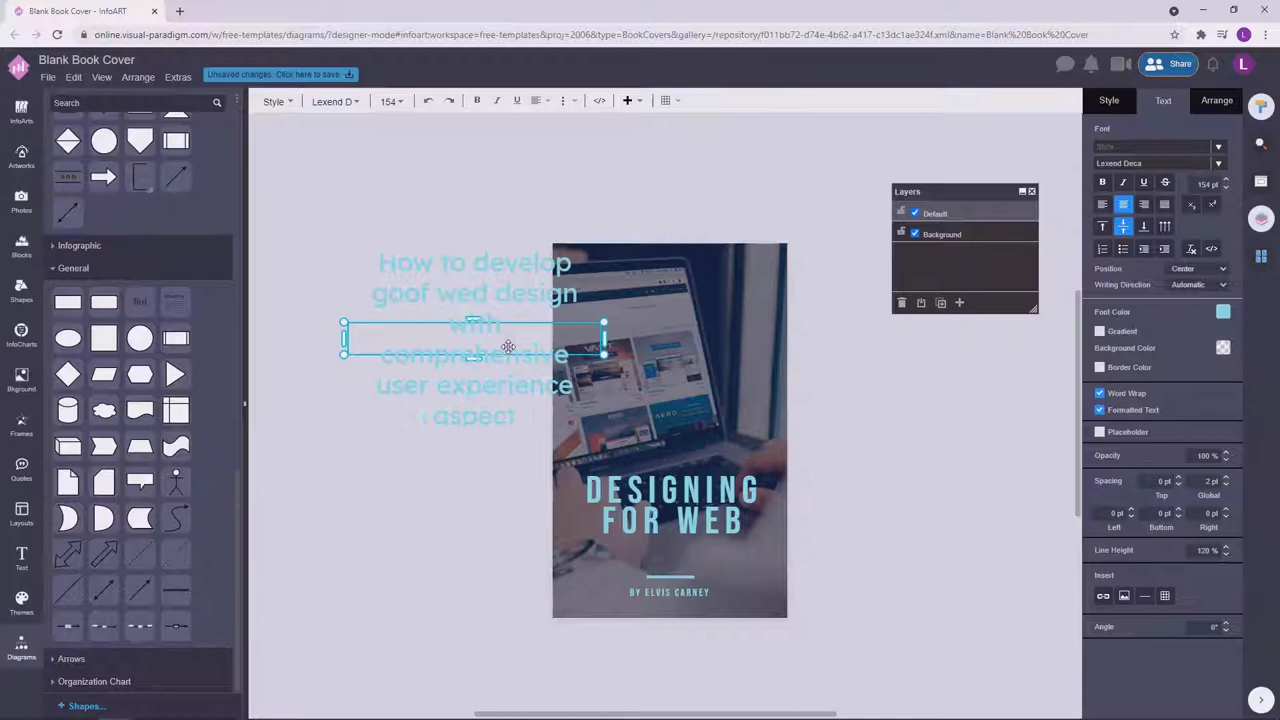 Blank Book Cover - InfoART
online.visual-paradigm.com/w/free-templates/diagrams/?designer-mode#infoart:workspace=free-templates&proj=2006&type=BookCovers&gallery=/repository/f011bb72-d74e-4b62-a417-c13dc1ae324f.xml&name=Blank%20Book%20Cover
Blank Book Cover
File Edit View Arrange Extras
Unsaved changes. Click here to save.
Share
L
Search
Style Lexend D 154
Style Text Arrange
InfoArts
Artworks
Photos
Blocks
Shapes
InfoCharts
Bkground
Frames
Quotes
Layouts
Text
Themes
Diagrams
Infographic
General
Text
Arrows
Organization Chart
+ Shapes...
How to develop
goof wed design
with
comprehensive
user experience
aspect
DESIGNING
FOR WEB
BY ELVIS CARNEY
Layers
Default
Background
Font
Style...
Lexend Deca
154 pt
Position Center
Writing Direction Automatic
Font Color
Gradient
Background Color
Border Color
Word Wrap
Formatted Text
Placeholder
Opacity 100 %
Spacing 0 pt 2 pt
Top Global
0 pt 0 pt 0 pt
Left Bottom Right
Line Height 120 %
Insert
Angle 0°